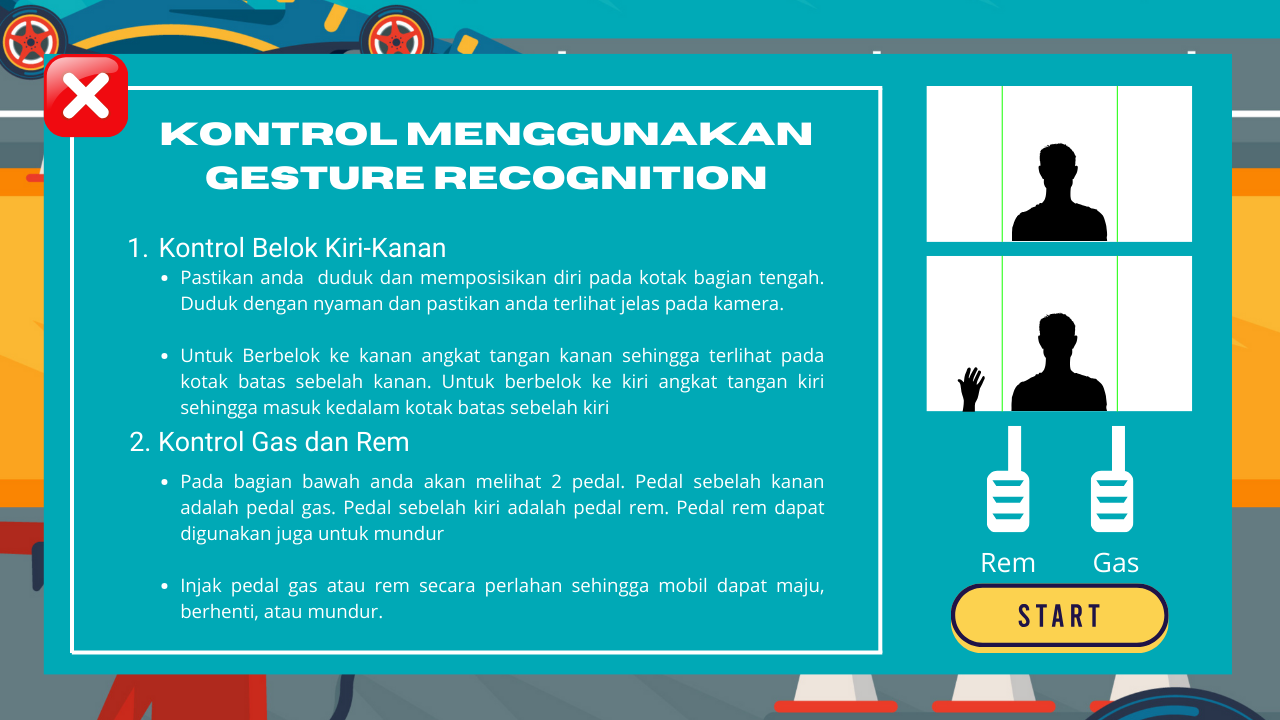 KONTROL MENGGUNAKAN
GESTURE RECOGNITION
1. Kontrol Belok Kiri-Kanan
• Pastikan anda duduk dan memposisikan diri pada kotak bagian tengah.
Duduk dengan nyaman dan pastikan anda terlihat jelas pada kamera.
• Untuk Berbelok ke kanan angkat tangan kanan sehingga terlihat pada
kotak batas sebelah kanan. Untuk berbelok ke kiri angkat tangan kiri
sehingga masuk kedalam kotak batas sebelah kiri
2. Kontrol Gas dan Rem
• Pada bagian bawah anda akan melihat 2 pedal. Pedal sebelah kanan
adalah pedal gas. Pedal sebelah kiri adalah pedal rem. Pedal rem dapat
digunakan juga untuk mundur
• Injak pedal gas atau rem secara perlahan sehingga mobil dapat maju,
berhenti, atau mundur.
Rem Gas
START